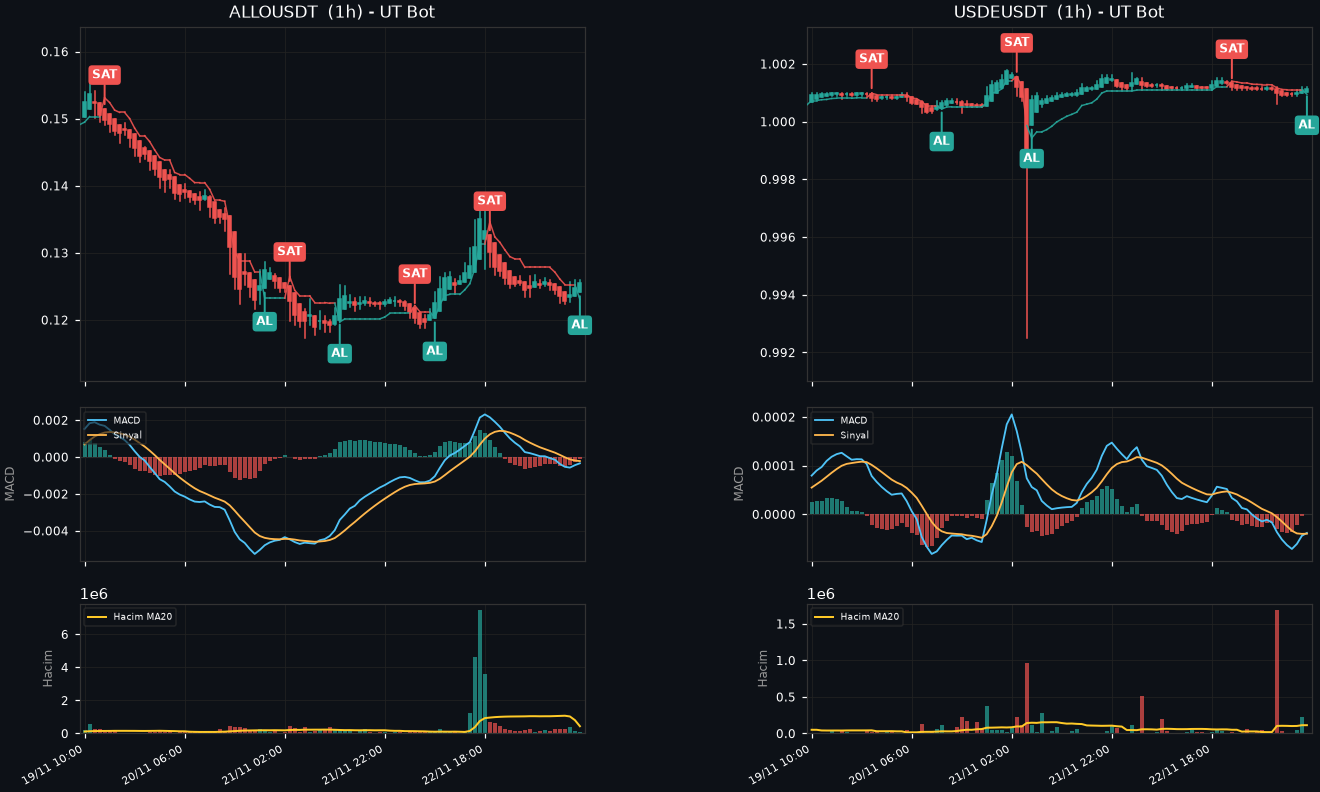 ALLOUSDT (1h) - UT Bot
0.16
0.15
0.14
0.13
0.12
SAT
SAT
SAT
SAT
AL
AL
AL
AL
MACD
0.002
0.000
−0.002
−0.004
MACD
Sinyal
1e6
Hacim
6
4
2
0
Hacim MA20
19/11 10:00
20/11 06:00
21/11 02:00
21/11 22:00
22/11 18:00
USDEUSDT (1h) - UT Bot
1.002
1.000
0.998
0.996
0.994
0.992
SAT
SAT
SAT
AL
AL
AL
MACD
0.0002
0.0001
0.0000
MACD
Sinyal
1e6
Hacim
1.5
1.0
0.5
0.0
Hacim MA20
19/11 10:00
20/11 06:00
21/11 02:00
21/11 22:00
22/11 18:00